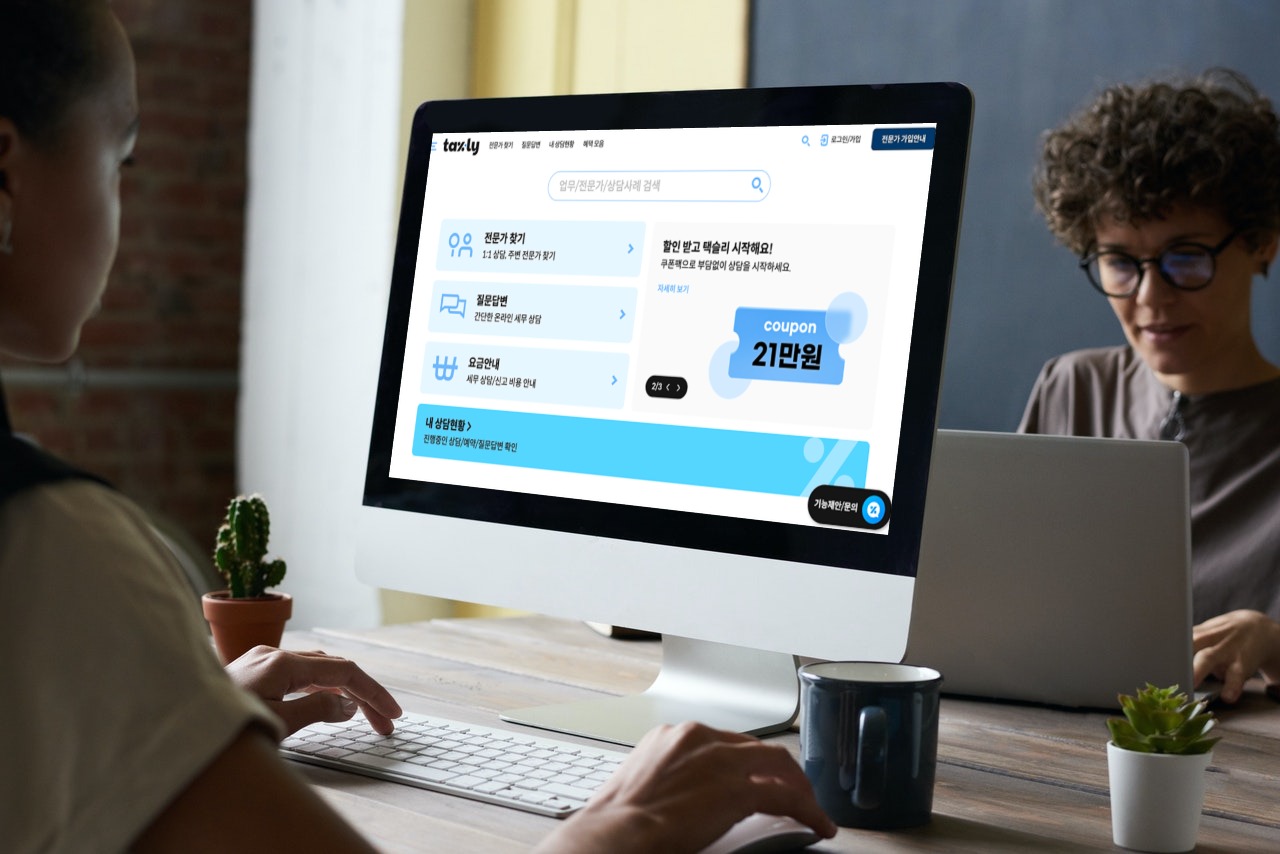 taxly 전문가 찾기 질문답변 내 상담현황 혜택 모음 로그인/가입 전문가 가입안내
업무/전문가/상담사례 검색
전문가 찾기
1:1 상담, 주변 전문가 찾기
질문답변
간단한 온라인 세무 상담
요금안내
세무 상담/신고 비용 안내
할인 받고 택슬리 시작해요!
쿠폰팩으로 부담없이 상담을 시작하세요.
자세히 보기
coupon
21만원
2/3
내 상담현황
진행중인 상담/예약/질문답변 확인
기능제안/문의